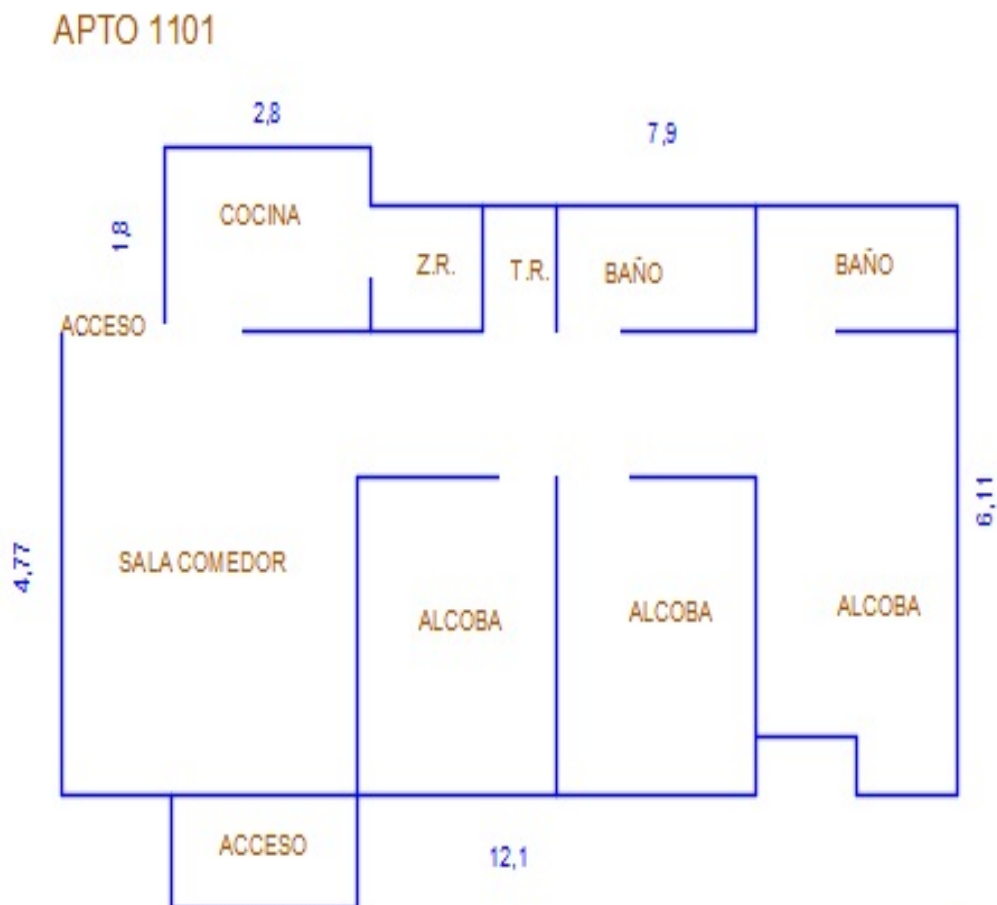 APTO 1101
2,8
7,9
COCINA
1,8
Z.R.
T.R.
BAÑO
BAÑO
ACCESO
4,77
SALA COMEDOR
ALCOBA
ALCOBA
ALCOBA
6,11
ACCESO
12,1